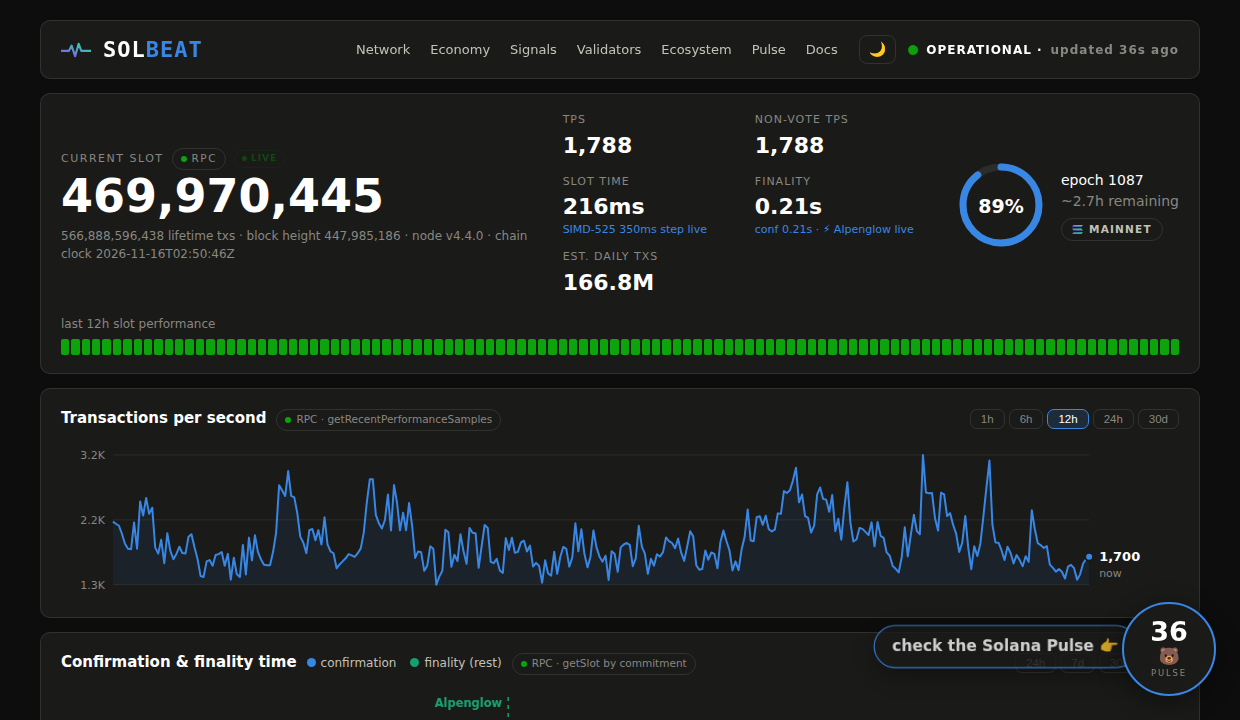 SOLBEAT
Network Economy Signals Validators Ecosystem Pulse Docs
OPERATIONAL · updated 36s ago
CURRENT SLOT RPC LIVE
469,970,445
566,888,596,438 lifetime txs · block height 447,985,186 · node v4.4.0 · chain
clock 2026-11-16T02:50:46Z
TPS
1,788
NON-VOTE TPS
1,788
SLOT TIME
216ms
SIMD-525 350ms step live
FINALITY
0.21s
conf 0.21s · ⚡ Alpenglow live
EST. DAILY TXS
166.8M
89%
epoch 1087
~2.7h remaining
MAINNET
last 12h slot performance
Transactions per second RPC · getRecentPerformanceSamples
1h 6h 12h 24h 30d
3.2K
2.2K
1.3K
1,700
now
Confirmation & finality time confirmation finality (rest) RPC · getSlot by commitment
24h 7d
Alpenglow
check the Solana Pulse 👉
36
PULSE